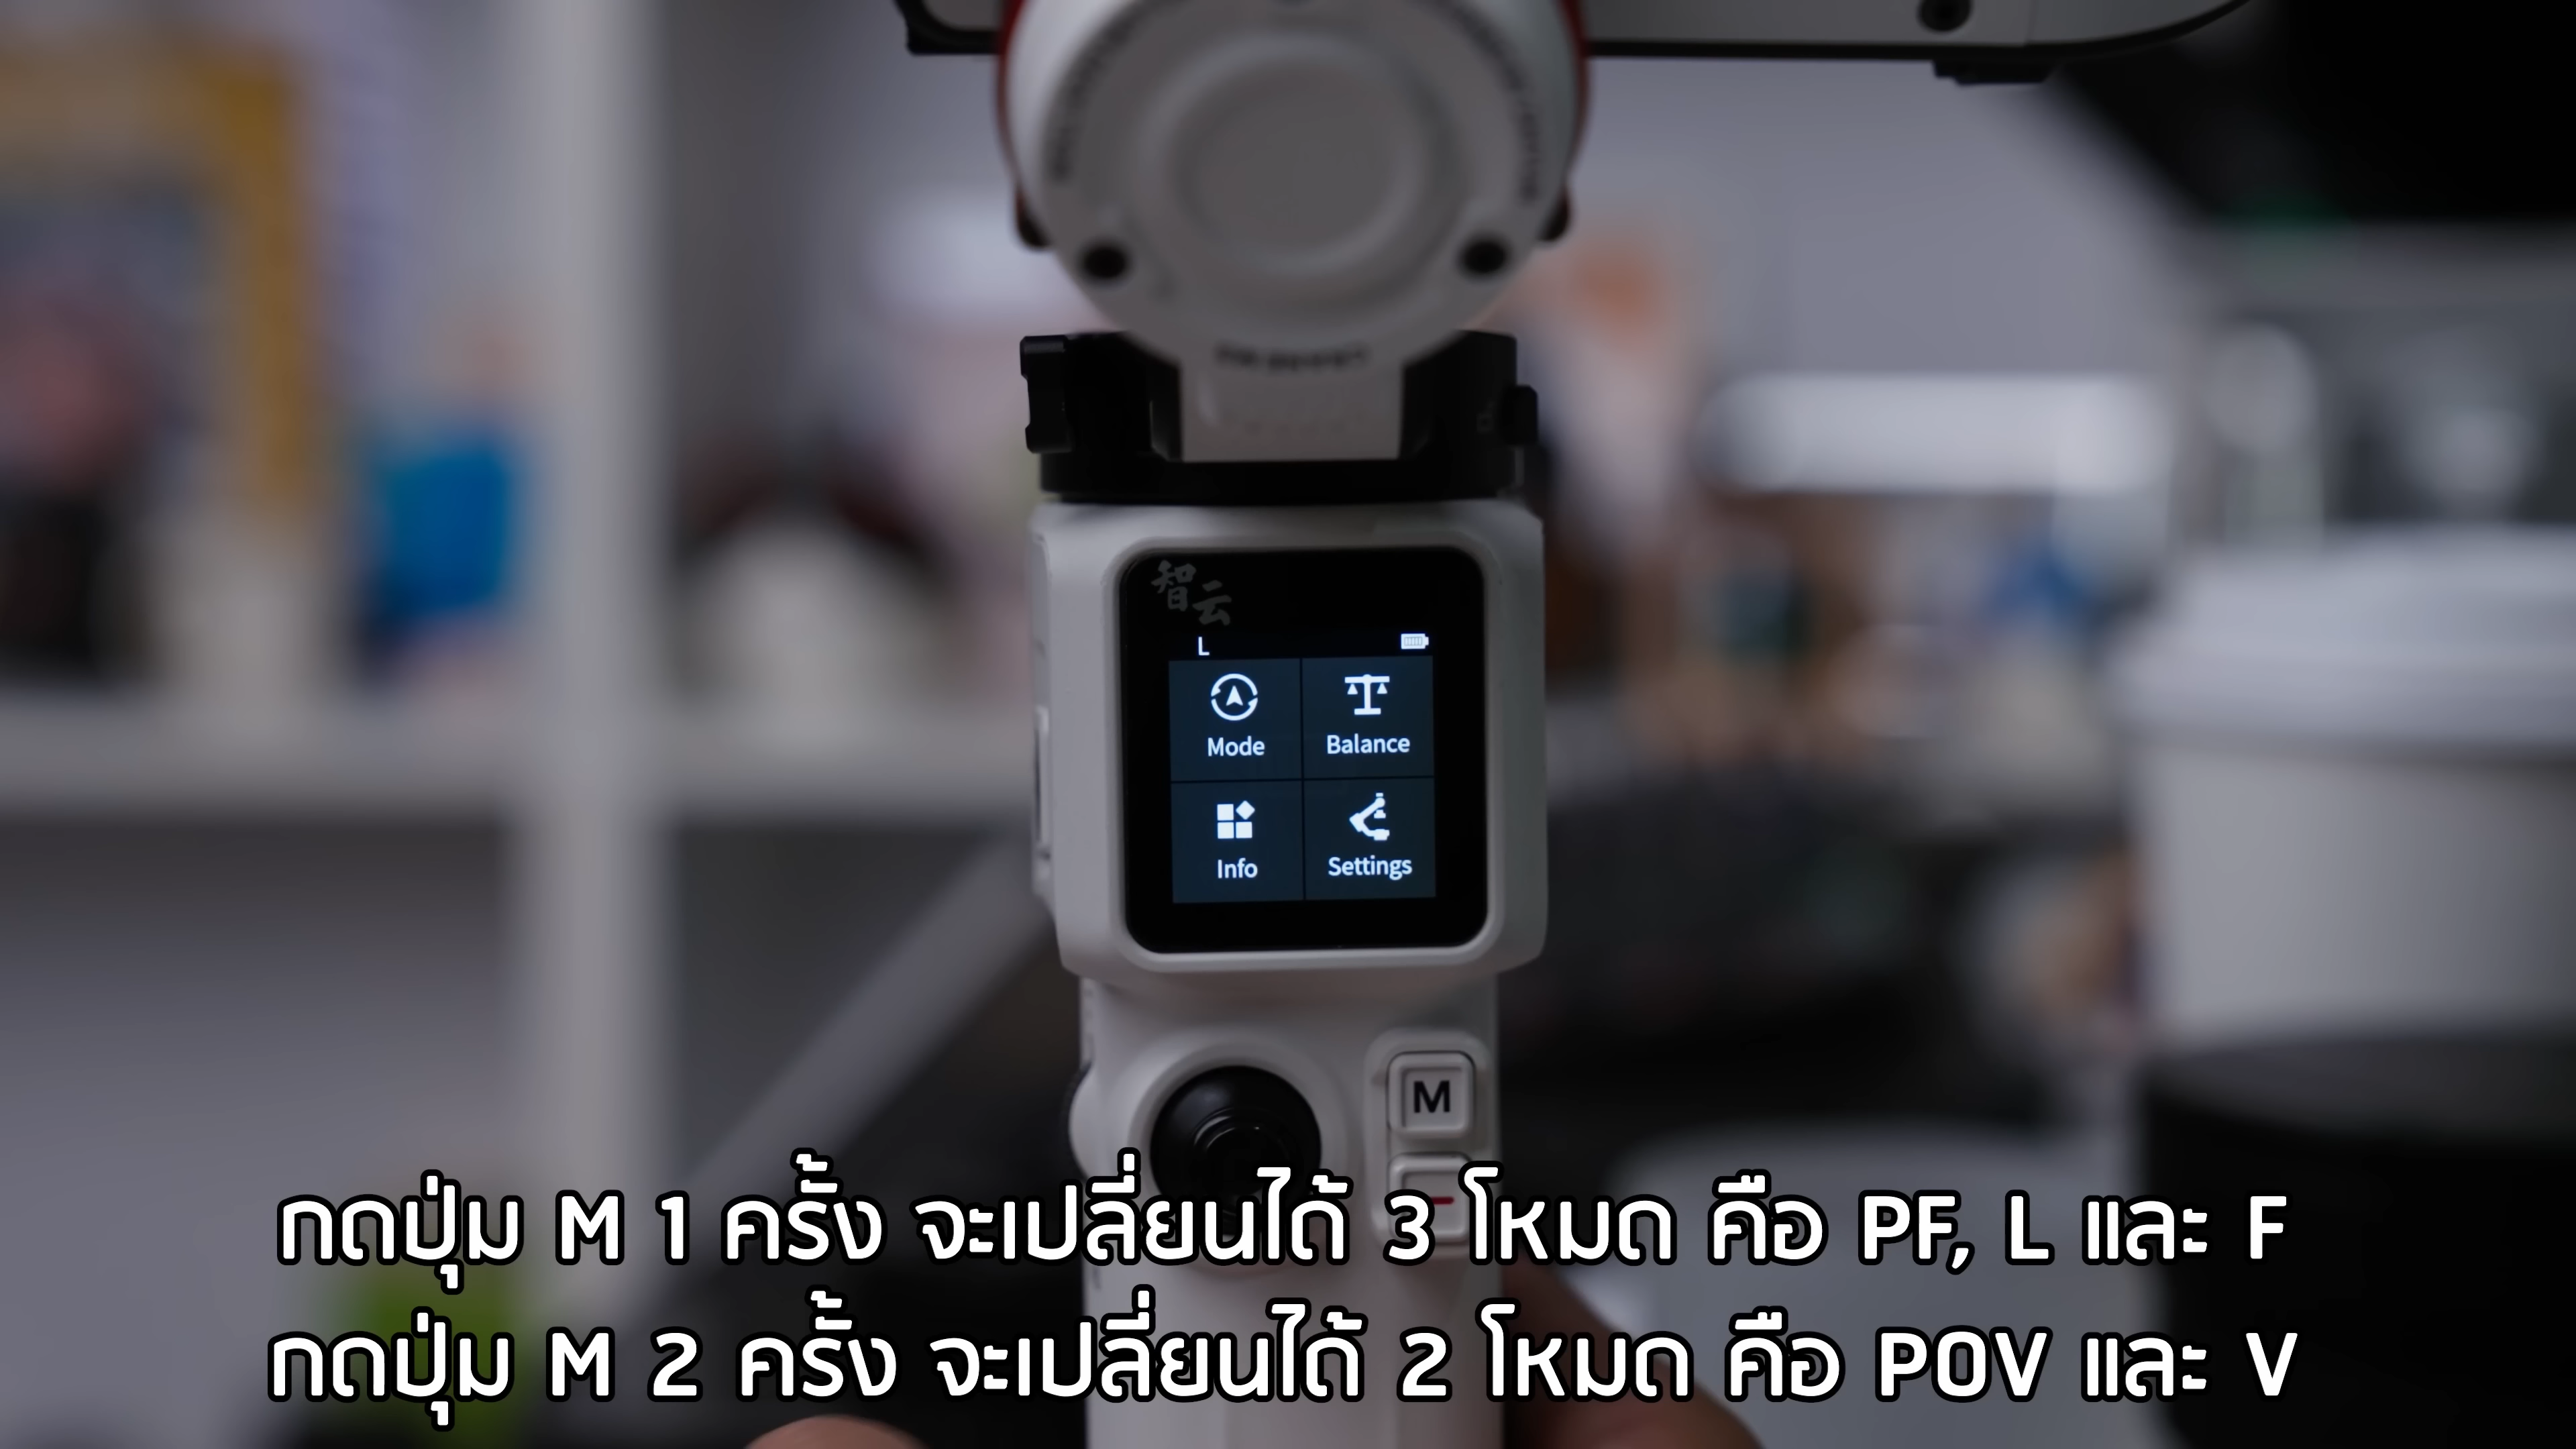 智云
L
Mode
Balance
Info
Settings
M
กดปุ่ม M 1 ครั้ง จะเปลี่ยนได้ 3 โหมด คือ PF, L และ F
กดปุ่ม M 2 ครั้ง จะเปลี่ยนได้ 2 โหมด คือ POV และ V